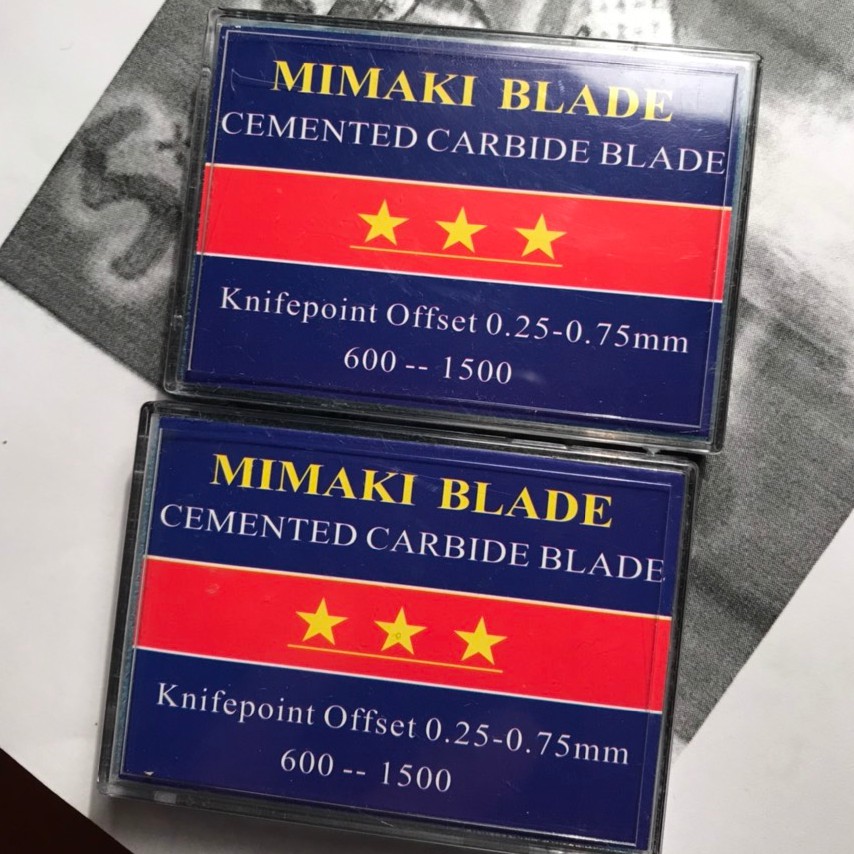 MIMAKI BLADE
CEMENTED CARBIDE BLADE
Knifepoint Offset 0.25-0.75mm
600 -- 1500
MIMAKI BLADE
CEMENTED CARBIDE BLADE
Knifepoint Offset 0.25-0.75mm
600 -- 1500